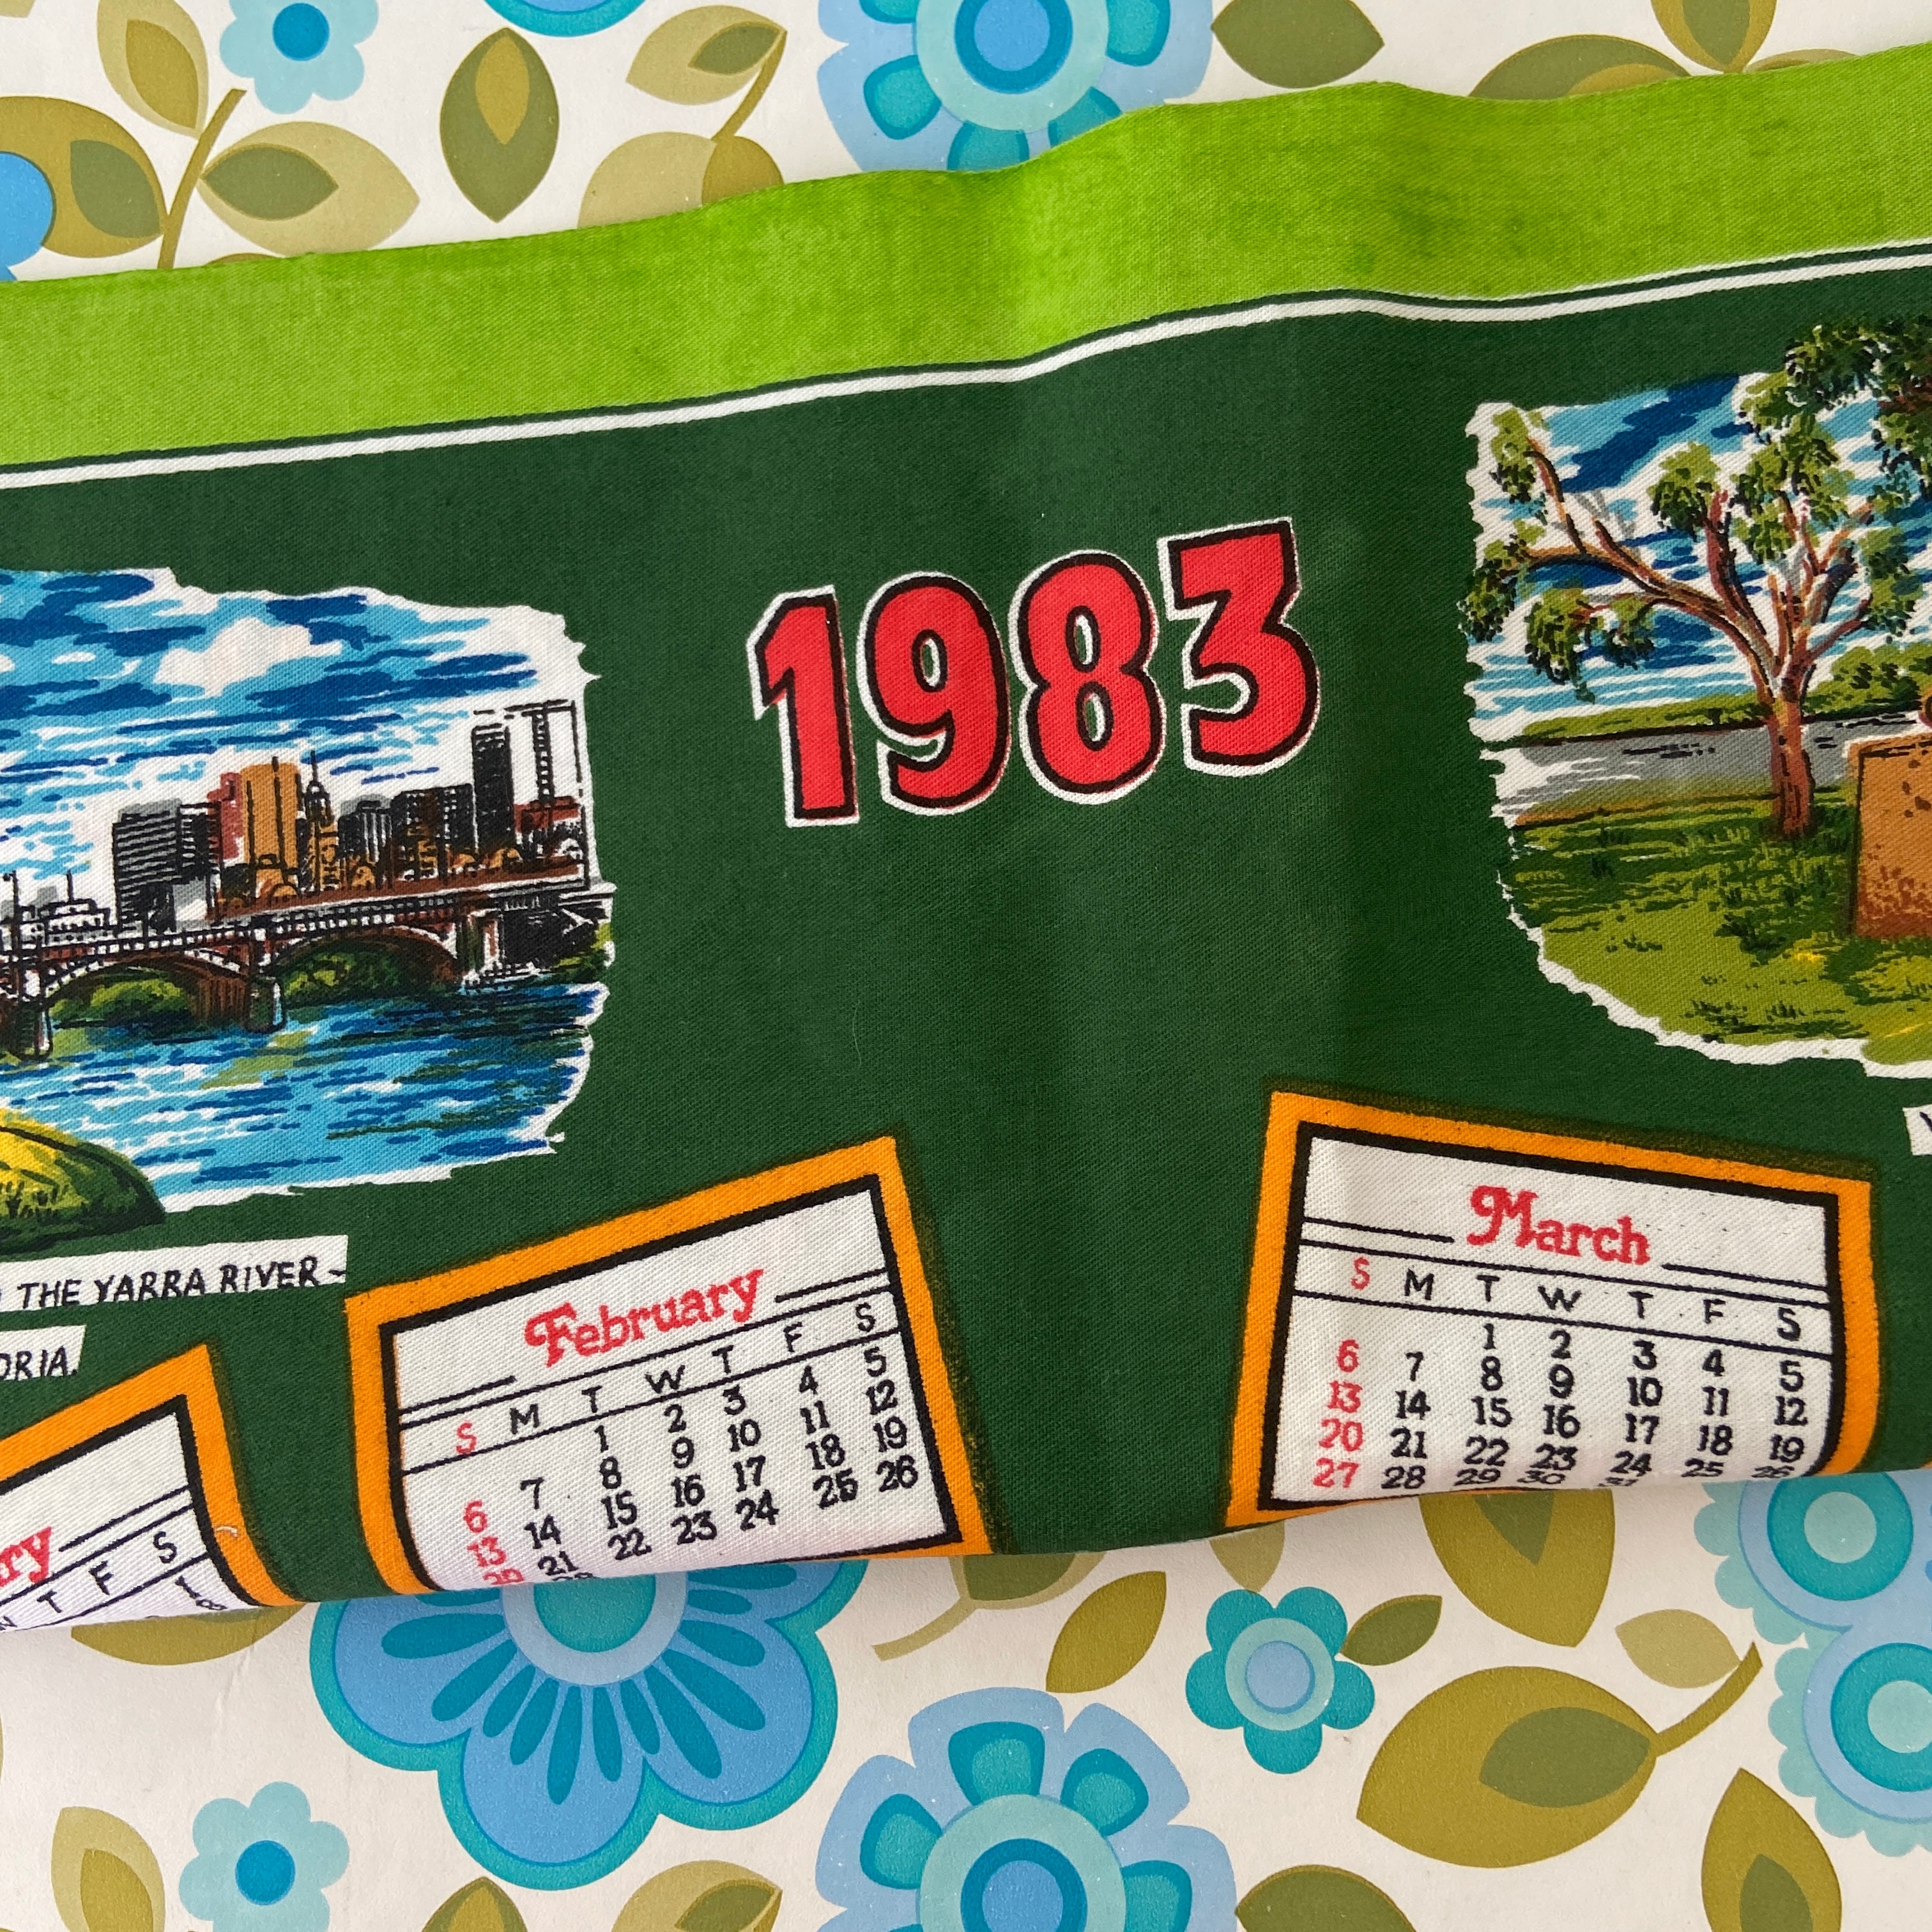 1983
THE YARRA RIVER-
ORIA.
ry
W T F S
1
8
February
S M T W T F S
1 2 3 4 5
6 7 8 9 10 11 12
13 14 15 16 17 18 19
20 21 22 23 24 25 26
28
March
S M T W T F S
1 2 3 4 5
6 7 8 9 10 11 12
13 14 15 16 17 18 19
20 21 22 23 24 25 26
27 28 29 30 31